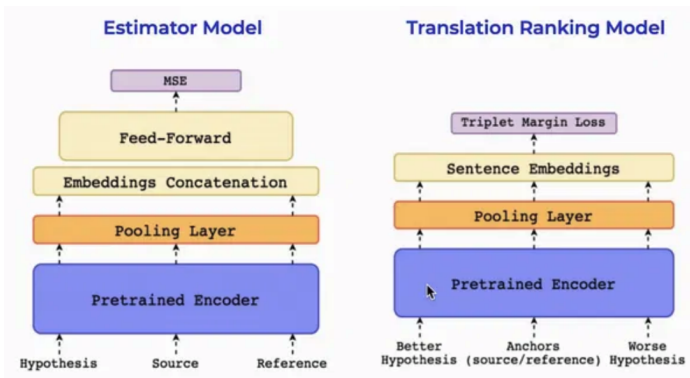 Estimator Model
MSE
Feed-Forward
Embeddings Concatenation
Pooling Layer
Pretrained Encoder
Hypothesis Source Reference
Translation Ranking Model
Triplet Margin Loss
Sentence Embeddings
Pooling Layer
Pretrained Encoder
Better Anchors Worse
Hypothesis (source/reference) Hypothesis